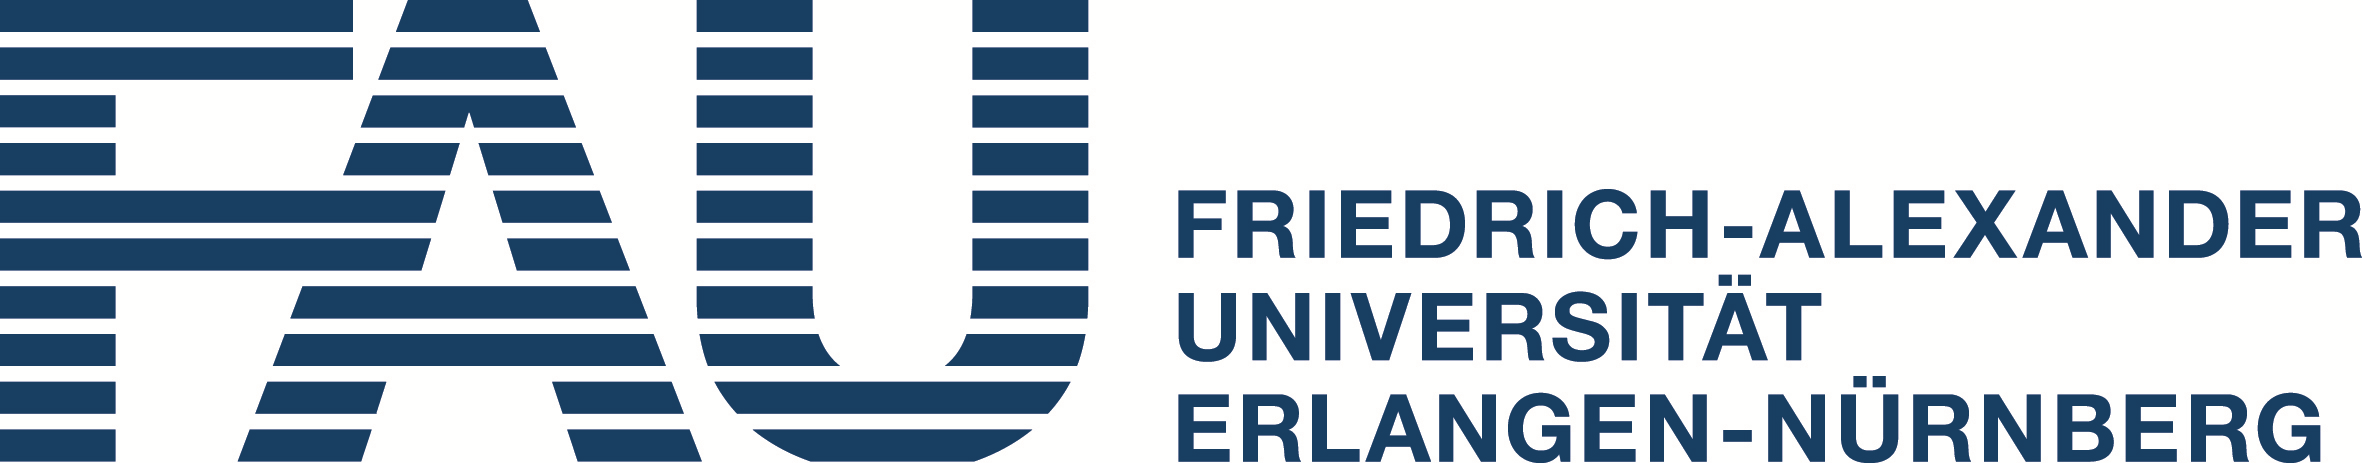 FAU
FRIEDRICH-ALEXANDER
UNIVERSITÄT
ERLANGEN-NÜRNBERG